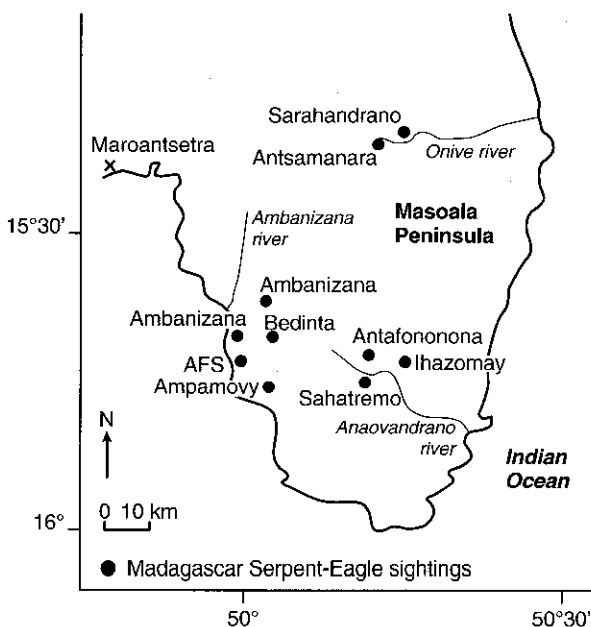 Sarahandrano
Maroantsetra
Antsamanara
Onive river
15°30'
Ambanizana
river
Masoala
Peninsula
Ambanizana
Ambanizana
Bedinta
Antafononona
AFS
Ihazomay
Ampamovy
Sahatremo
Anaovandrano
river
N
Indian
Ocean
0 10 km
16°
Madagascar Serpent-Eagle sightings
50°
50°30'